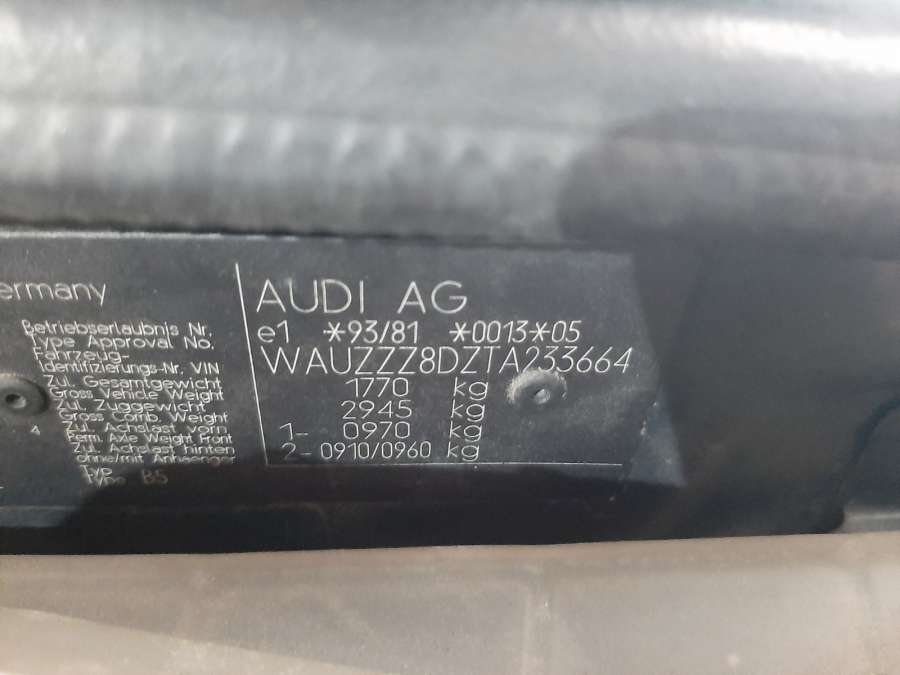 ermany
AUDI AG
Betriebserlaubnis Nr.
Type Approval No.
e1 *93/81 *0013*05
Fahrzeug-
Identifizierungs-Nr. VIN
WAUZZZ8DZTA233664
Zul. Gesamtgewicht
Gross Vehicle Weight
1770 kg
Zul. Zuggewicht
Gross Comb. Weight
2945 kg
4
Zul. Achslast vorn
Perm. Axle Weight Front
1- 0970 kg
Zul. Achslast hinten
ohne/mit Anhaenger
2- 0910/0960 kg
Typ
Type B5